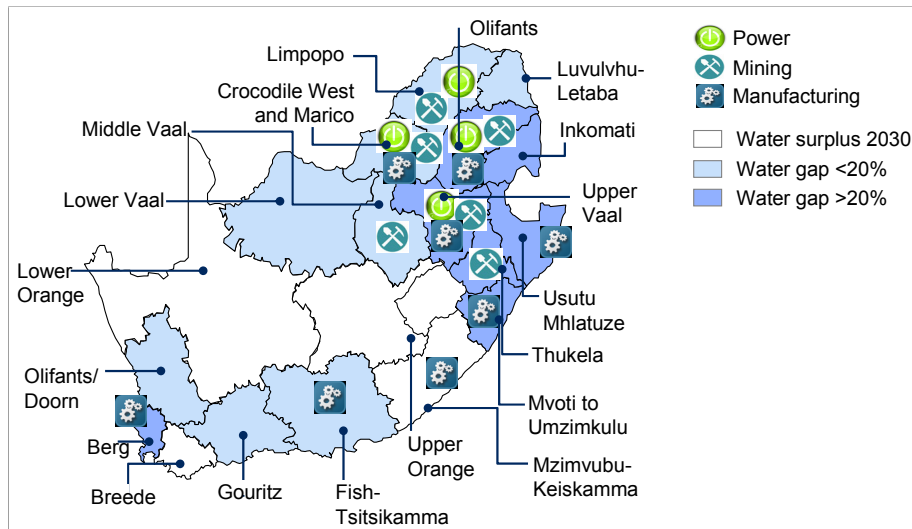 Olifants
Limpopo
Luvulvhu-
Letaba
Crocodile West
and Marico
Middle Vaal
Inkomati
Lower Vaal
Upper
Vaal
Lower
Orange
Usutu
Mhlatuze
Thukela
Olifants/
Doorn
Mvoti to
Umzimkulu
Berg
Upper
Orange
Mzimvubu-
Keiskamma
Breede
Gouritz
Fish-
Tsitsikamma
Power
Mining
Manufacturing
Water surplus 2030
Water gap <20%
Water gap >20%